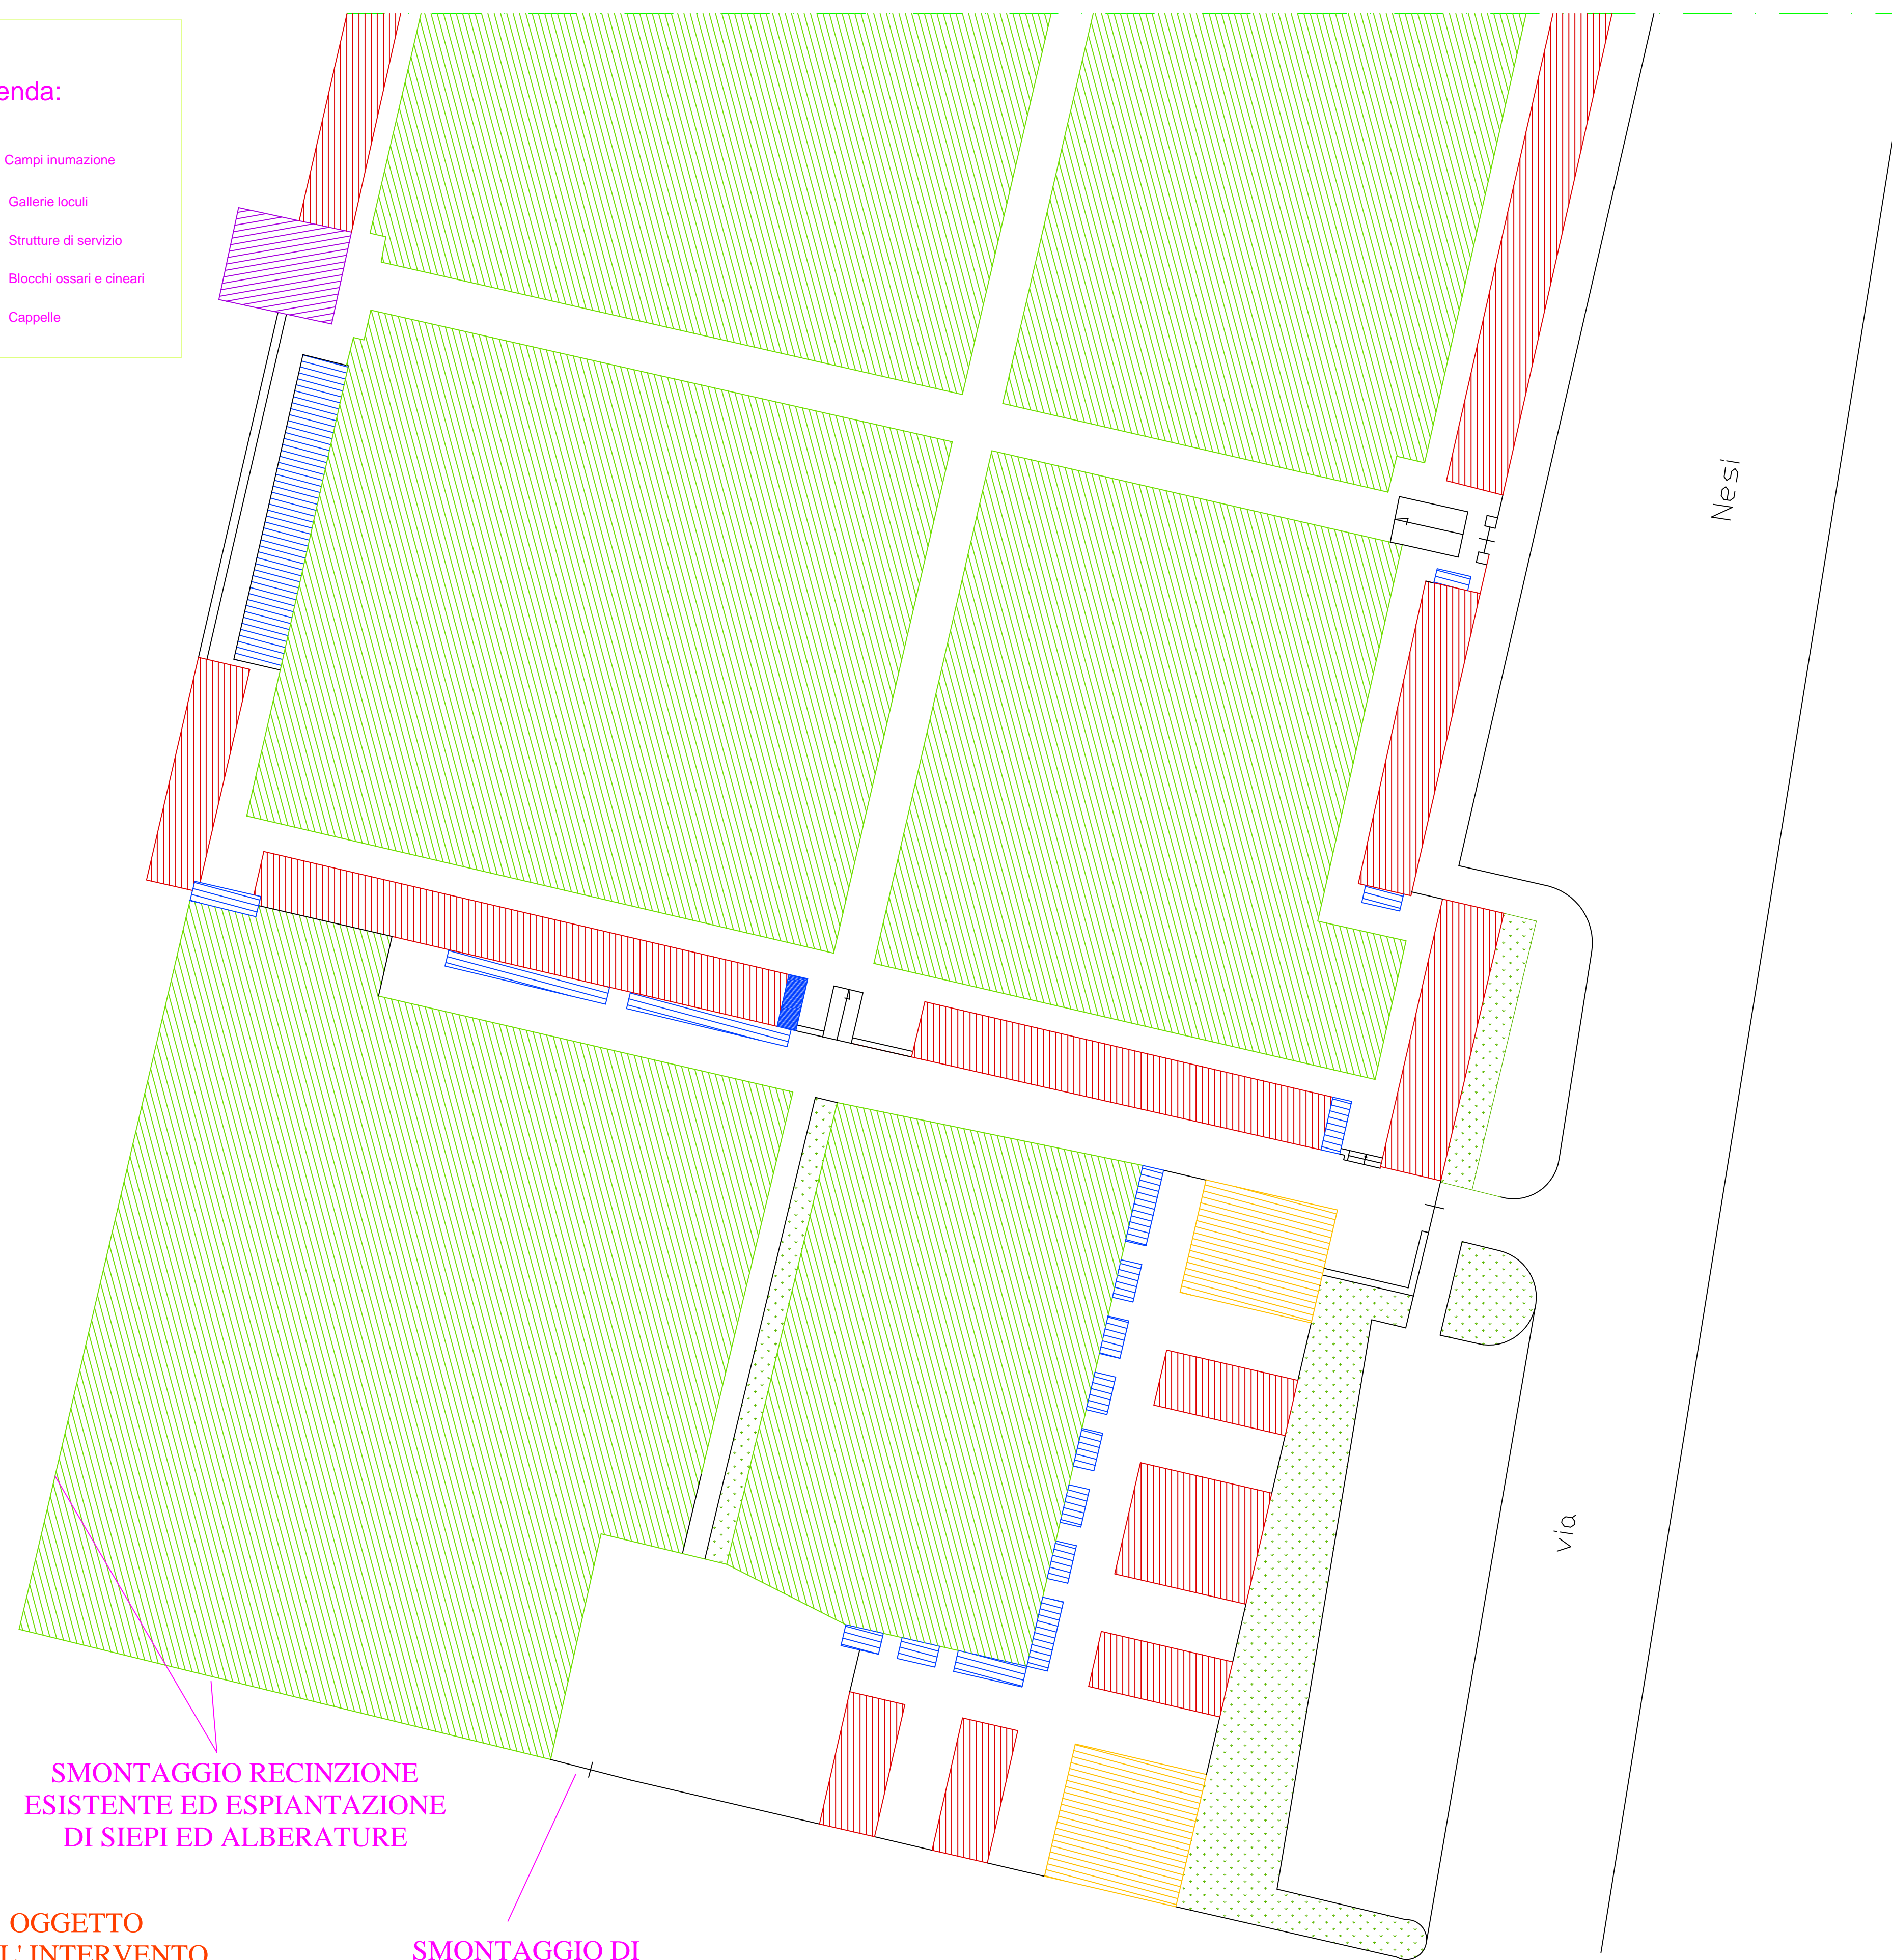 enda:
Campi inumazione
Gallerie loculi
Strutture di servizio
Blocchi ossari e cineari
Cappelle
Nesi
via
SMONTAGGIO RECINZIONE
ESISTENTE ED ESPIANTAZIONE
DI SIEPI ED ALBERATURE
OGGETTO
L'INTERVENTO
SMONTAGGIO DI